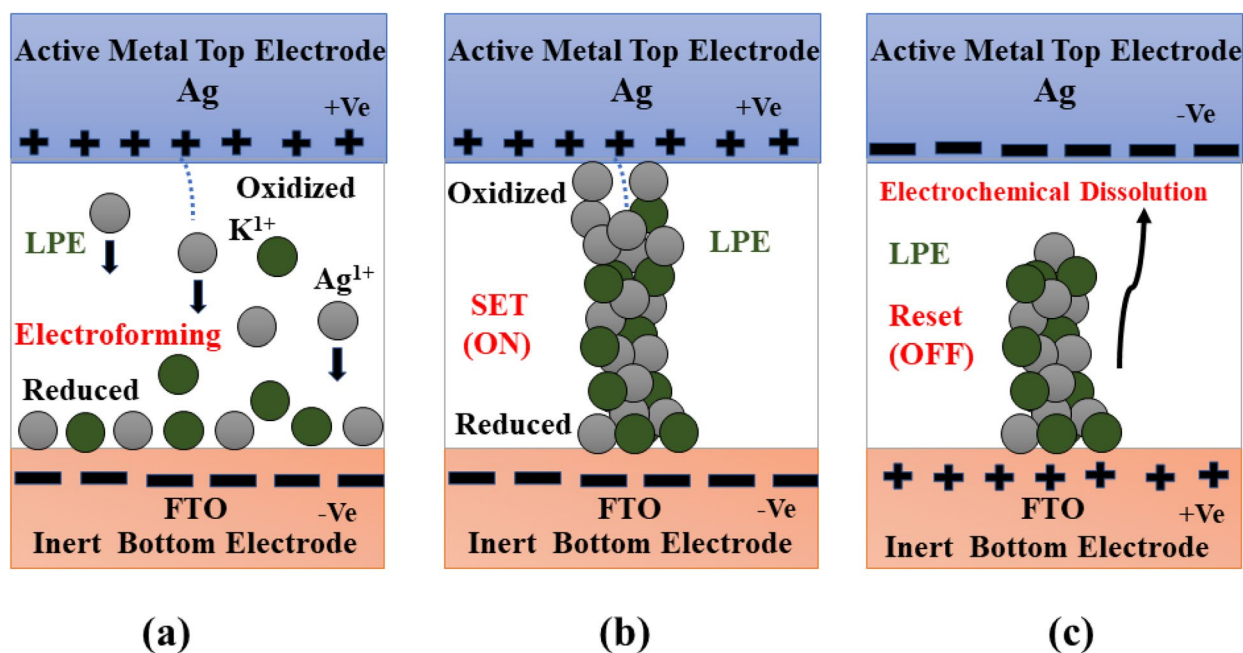 Active Metal Top Electrode
Ag
+Ve
Oxidized
K¹⁺
LPE
Ag¹⁺
Electroforming
Reduced
-Ve
FTO
Inert Bottom Electrode
(a)
Active Metal Top Electrode
Ag
+Ve
Oxidized
LPE
SET
(ON)
Reduced
FTO
-Ve
Inert Bottom Electrode
(b)
Active Metal Top Electrode
Ag
-Ve
Electrochemical Dissolution
LPE
Reset
(OFF)
FTO
+Ve
Inert Bottom Electrode
(c)